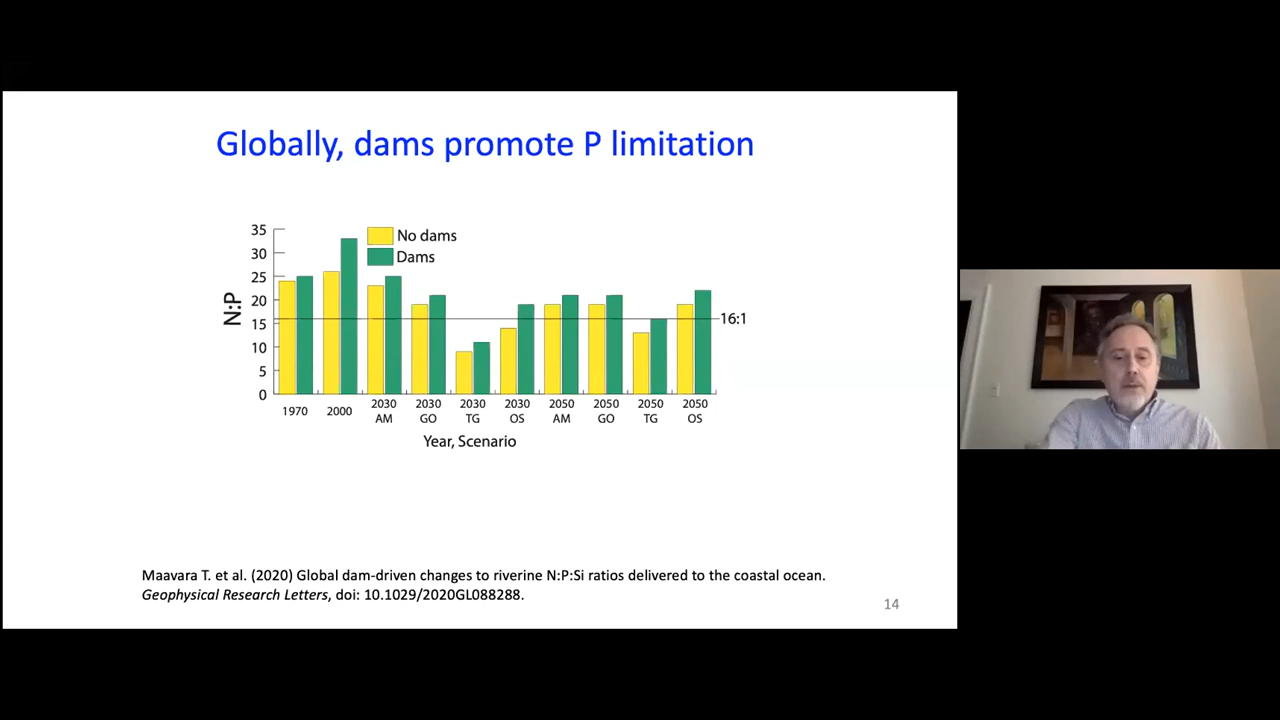 Globally, dams promote P limitation
35
30
25
20
15
10
5
0
N:P
No dams
Dams
16:1
1970
2000
2030 AM
2030 GO
2030 TG
2030 OS
2050 AM
2050 GO
2050 TG
2050 OS
Year, Scenario
Maavara T. et al. (2020) Global dam-driven changes to riverine N:P:Si ratios delivered to the coastal ocean.
Geophysical Research Letters, doi: 10.1029/2020GL088288.
14